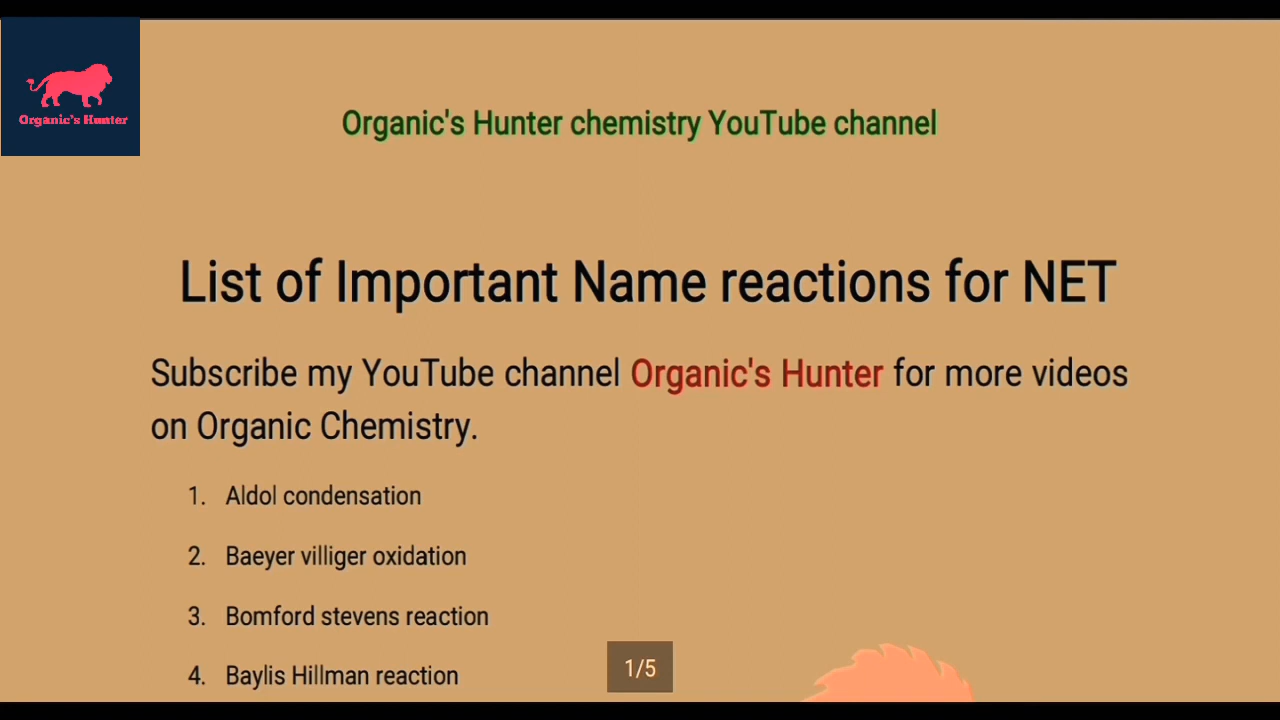 Organic's Hunter
Organic's Hunter chemistry YouTube channel
List of Important Name reactions for NET
Subscribe my YouTube channel Organic's Hunter for more videos
on Organic Chemistry.
1. Aldol condensation
2. Baeyer villiger oxidation
3. Bomford stevens reaction
4. Baylis Hillman reaction
1/5